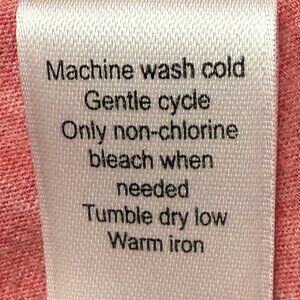 Machine wash cold
Gentle cycle
Only non-chlorine
bleach when
needed
Tumble dry low
Warm iron